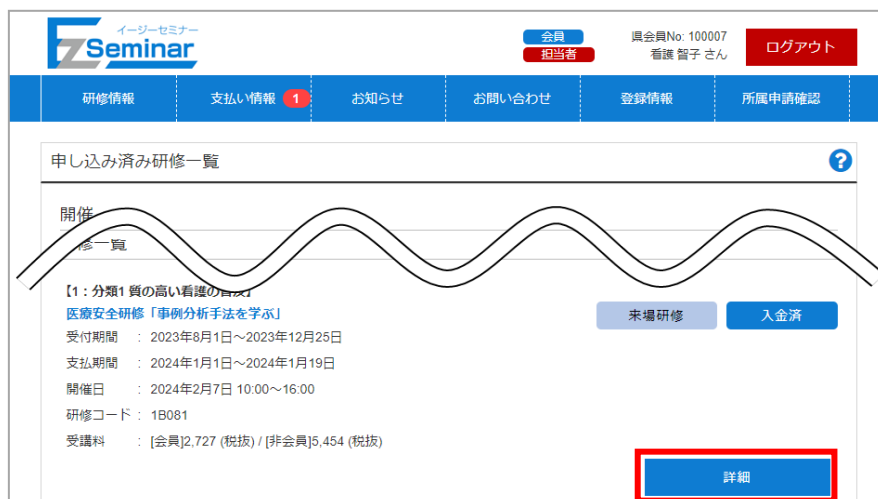 イージーセミナー
EzSeminar
会員
担当者
県会員No: 100007
看護 智子 さん
ログアウト
研修情報
支払い情報 1
お知らせ
お問い合わせ
登録情報
所属申請確認
申し込み済み研修一覧
?
開催
修一覧
【1：分類1 質の高い看護の普及】
医療安全研修「事例分析手法を学ぶ」
来場研修
入金済
受付期間 ： 2023年8月1日～2023年12月25日
支払期間 ： 2024年1月1日～2024年1月19日
開催日 ： 2024年2月7日 10:00～16:00
研修コード： 1B081
受講料 ： [会員]2,727 (税抜) / [非会員]5,454 (税抜)
詳細